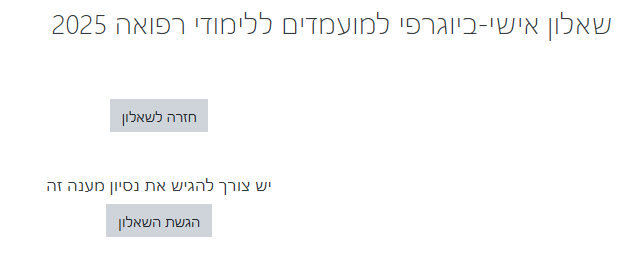 שאלון אישי-ביוגרפי למועמדים ללימודי רפואה 2025
חזרה לשאלון
יש צורך להגיש את נסיון מענה זה
הגשת השאלון